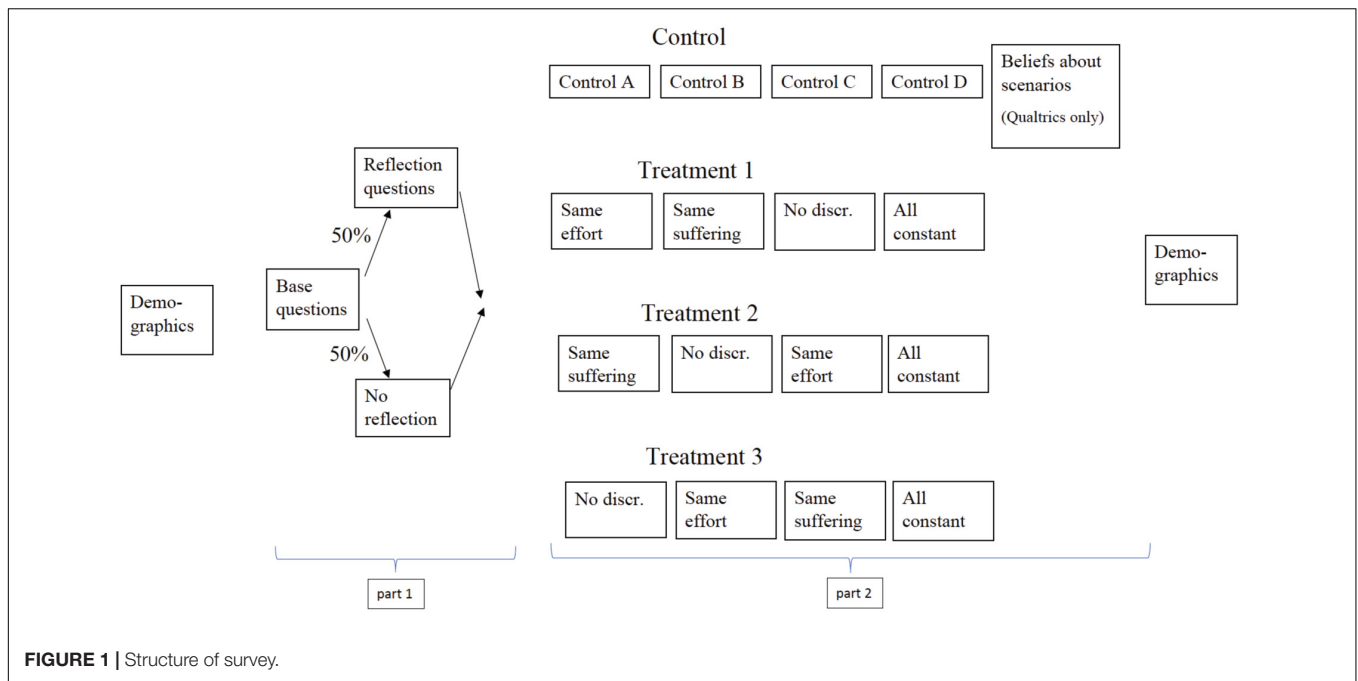 Control
Control A
Control B
Control C
Control D
Beliefs about
scenarios
(Qualtrics only)
Reflection
questions
50%
Base
questions
50%
No
reflection
Demo-
graphics
Treatment 1
Same
effort
Same
suffering
No discr.
All
constant
Treatment 2
Same
suffering
No discr.
Same
effort
All
constant
Treatment 3
No discr.
Same
effort
Same
suffering
All
constant
Demo-
graphics
part 1
part 2
FIGURE 1 | Structure of survey.